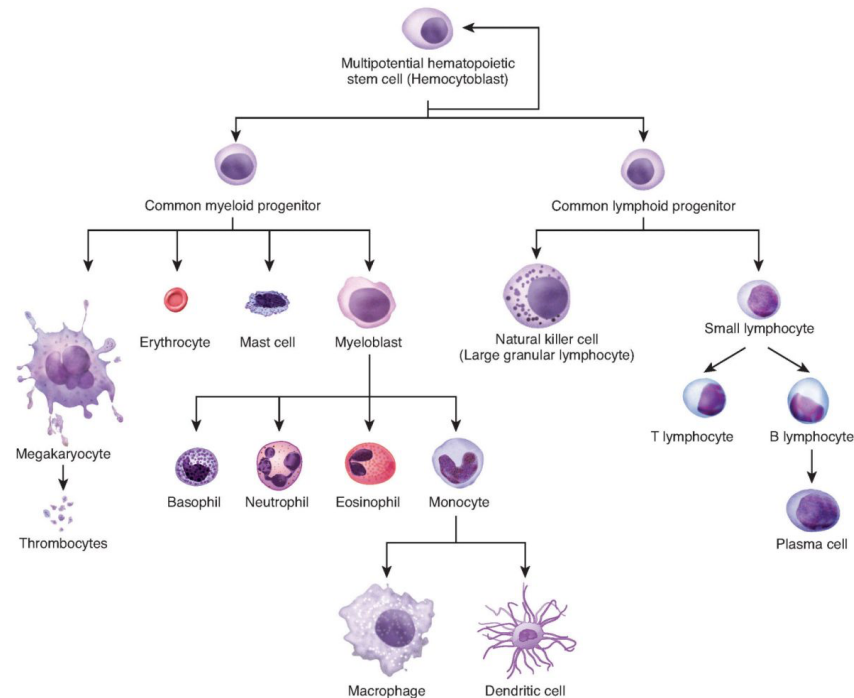 Multipotential hematopoietic
stem cell (Hemocytoblast)
Common myeloid progenitor
Common lymphoid progenitor
Erythrocyte
Mast cell
Myeloblast
Natural killer cell
(Large granular lymphocyte)
Small lymphocyte
T lymphocyte
B lymphocyte
Megakaryocyte
Basophil
Neutrophil
Eosinophil
Monocyte
Thrombocytes
Plasma cell
Macrophage
Dendritic cell